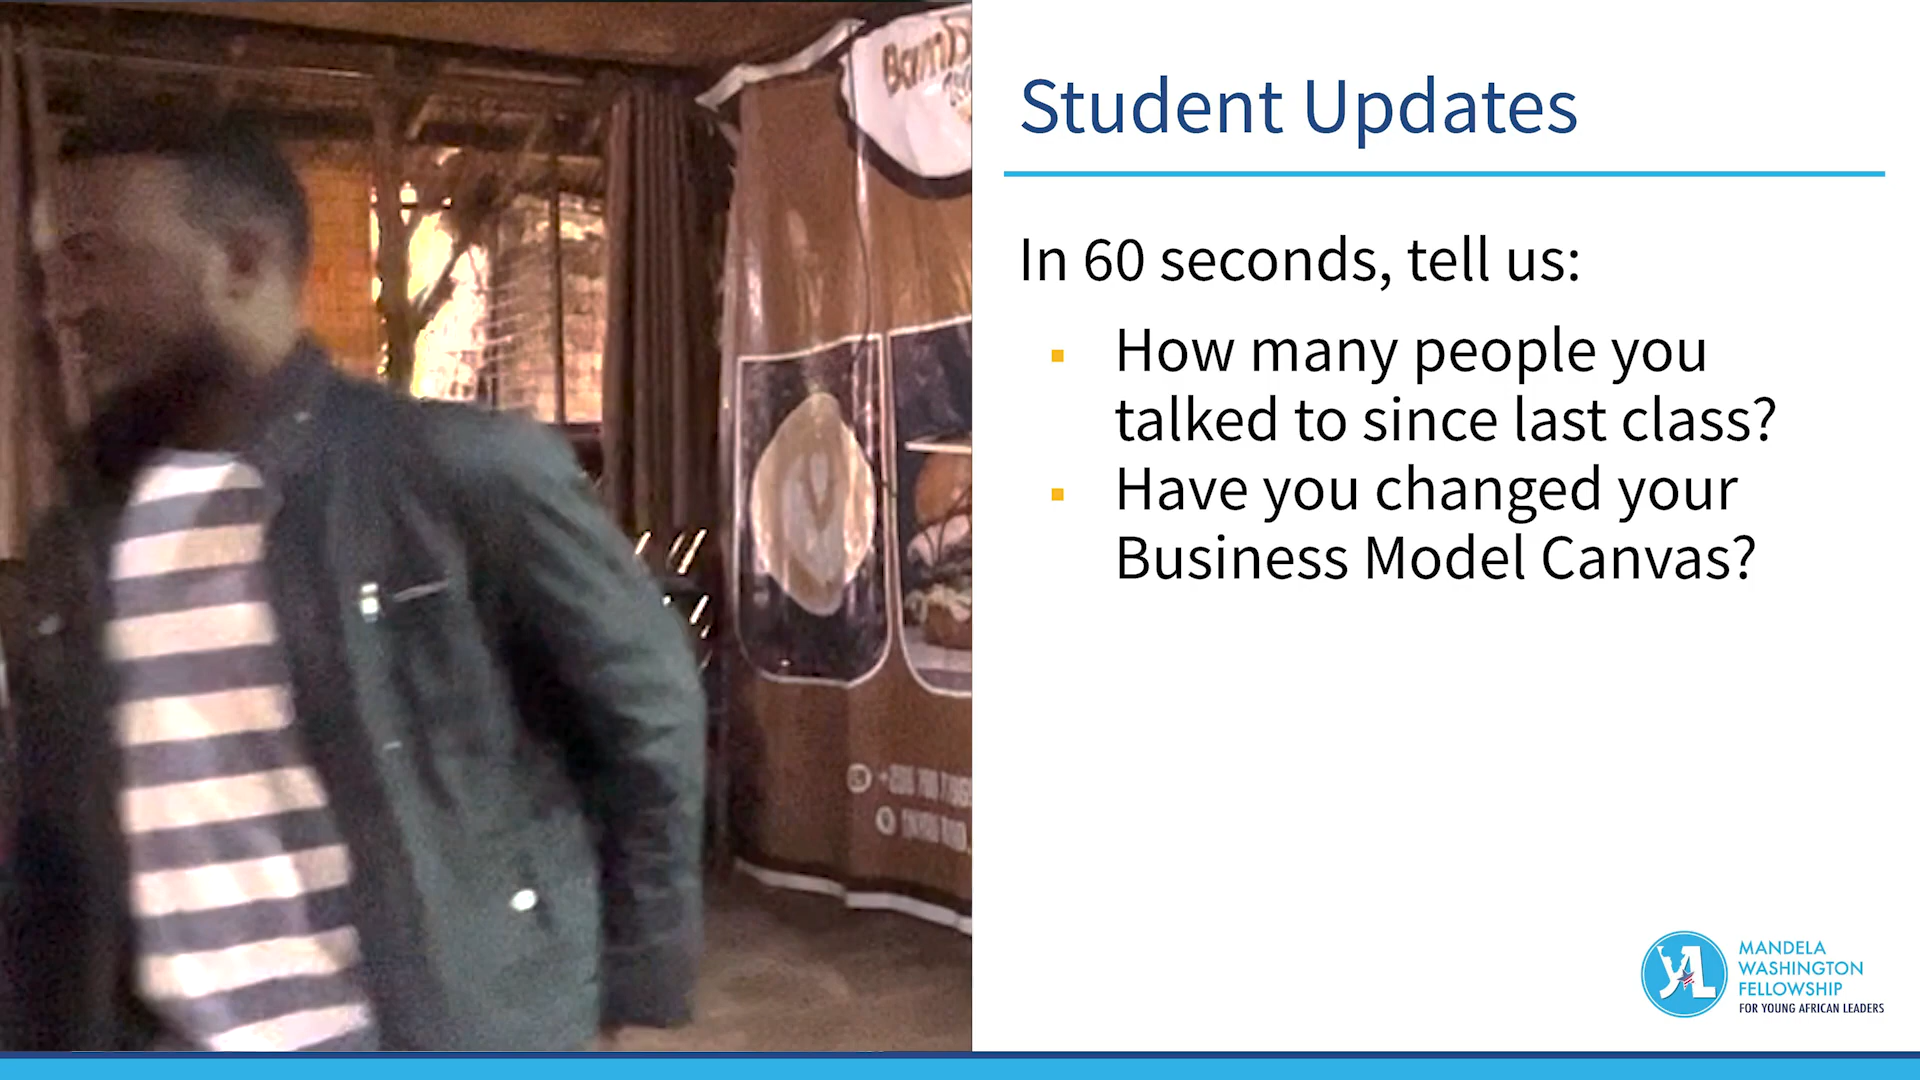 Student Updates
In 60 seconds, tell us:
▪ How many people you
talked to since last class?
▪ Have you changed your
Business Model Canvas?
YAL
MANDELA
WASHINGTON
FELLOWSHIP
FOR YOUNG AFRICAN LEADERS